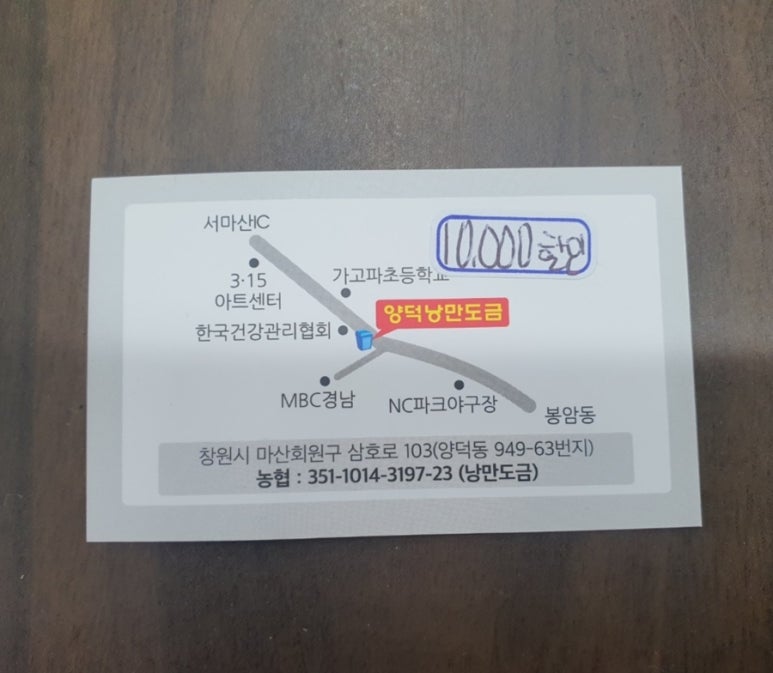 서마산IC
10,000 할인
3·15
아트센터
가고파초등학교
양덕낭만도금
한국건강관리협회
MBC경남
NC파크야구장
봉암동
창원시 마산회원구 삼호로 103(양덕동 949-63번지)
농협 : 351-1014-3197-23 (낭만도금)